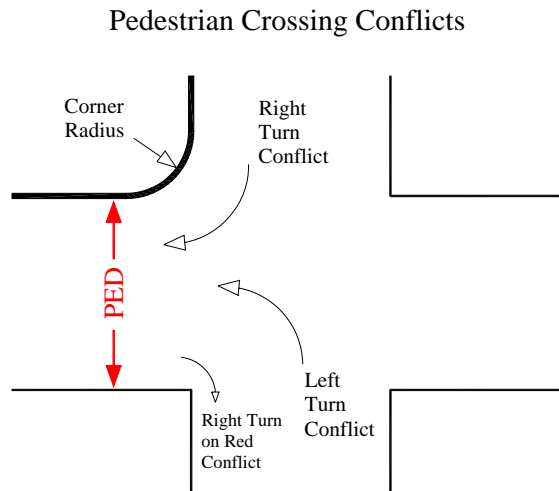 Pedestrian Crossing Conflicts
Corner
Radius
Right
Turn
Conflict
PED
Left
Turn
Conflict
Right Turn
on Red
Conflict